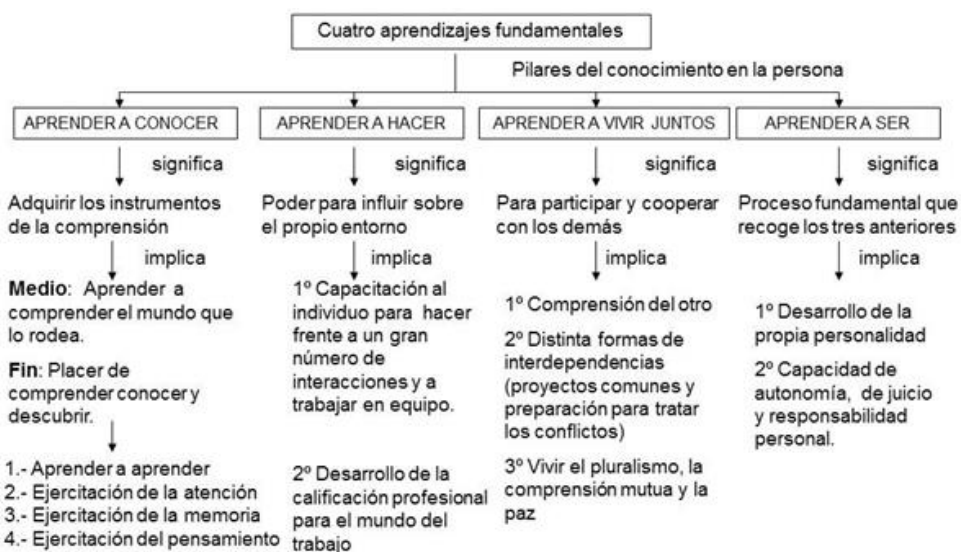 Cuatro aprendizajes fundamentales
Pilares del conocimiento en la persona
APRENDER A CONOCER
significa
Adquirir los instrumentos
de la comprensión
implica
Medio: Aprender a
comprender el mundo que
lo rodea.
Fin: Placer de
comprender conocer y
descubrir.
1.- Aprender a aprender
2.- Ejercitación de la atención
3.- Ejercitación de la memoria
4.- Ejercitación del pensamiento
APRENDER A HACER
significa
Poder para influir sobre
el propio entorno
implica
1º Capacitación al
individuo para hacer
frente a un gran
número de
interacciones y a
trabajar en equipo.
2º Desarrollo de la
calificación profesional
para el mundo del
trabajo
APRENDER A VIVIR JUNTOS
significa
Para participar y cooperar
con los demás
implica
1º Comprensión del otro
2º Distinta formas de
interdependencias
(proyectos comunes y
preparación para tratar
los conflictos)
3º Vivir el pluralismo, la
comprensión mutua y la
paz
APRENDER A SER
significa
Proceso fundamental que
recoge los tres anteriores
implica
1º Desarrollo de la
propia personalidad
2º Capacidad de
autonomía, de juicio
y responsabilidad
personal.